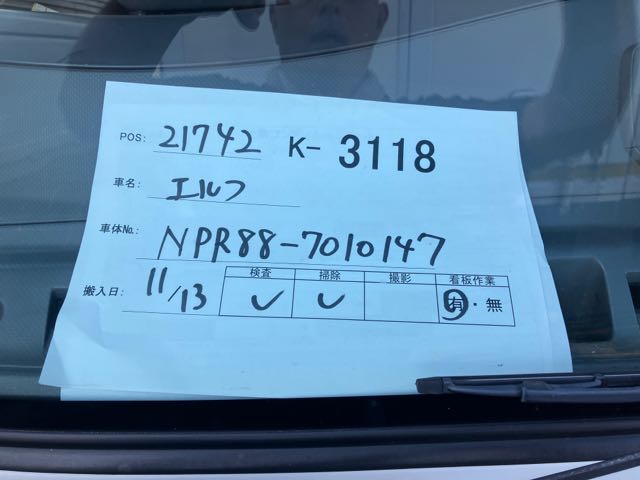 POS: 21742 K- 3118
車名: エルフ
車体No.: NPR88-7010147
搬入日: 11/13
検査 掃除 撮影 看板作業
✓ ✓ 有・無